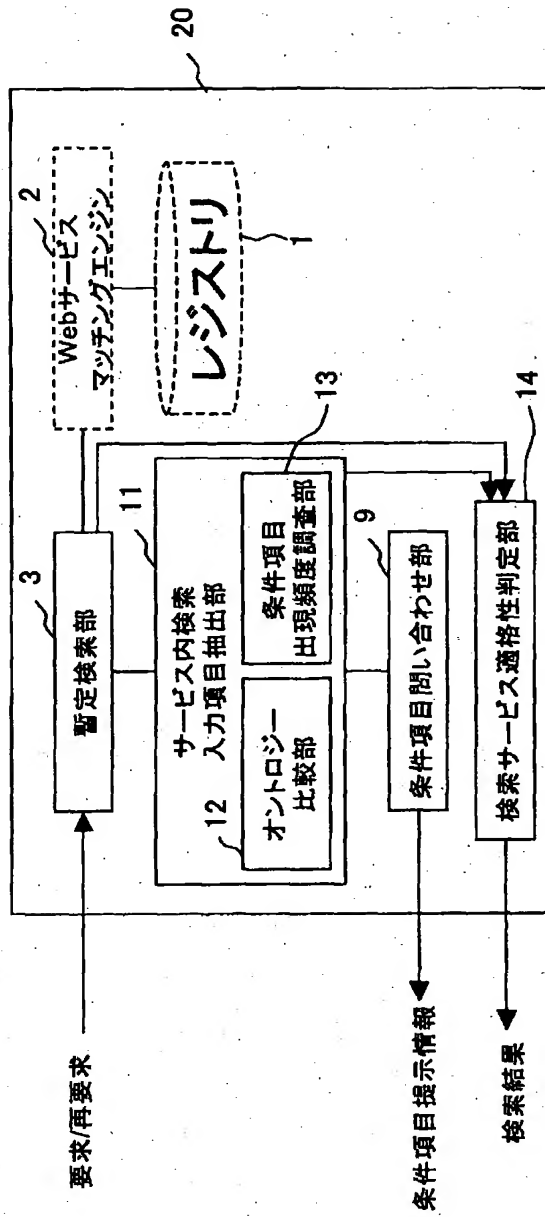 20
2
Webサービス
マッチングエンジン
レジストリ
1
要求/再要求
3
暫定検索部
11
サービス内検索
入力項目抽出部
12
オントロジー
比較部
13
条件項目
出現頻度調査部
9
条件項目問い合わせ部
条件項目提示情報
14
検索サービス適格性判定部
検索結果